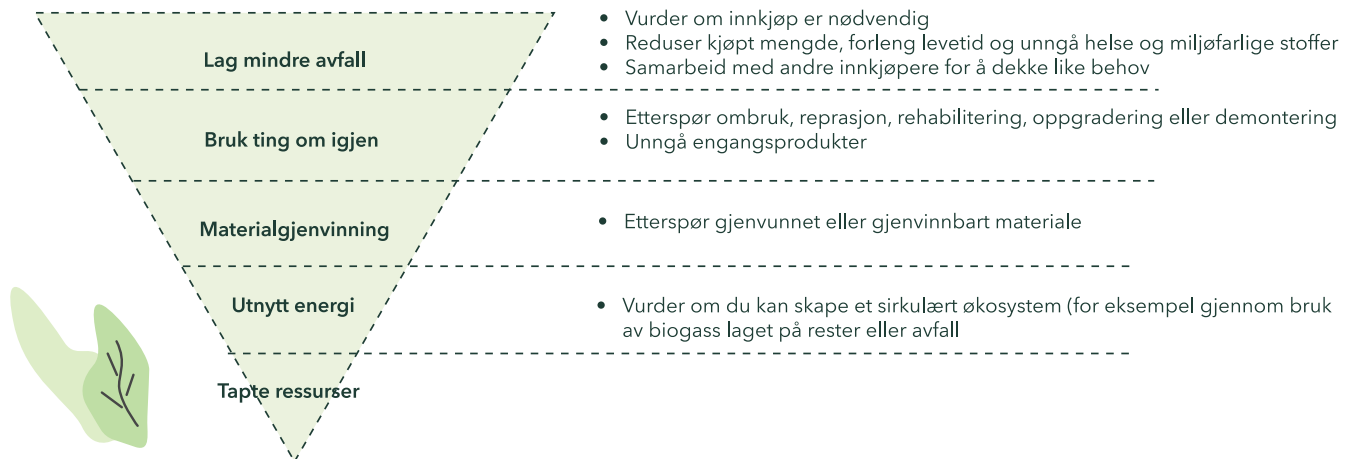 Lag mindre avfall
• Vurder om innkjøp er nødvendig
• Reduser kjøpt mengde, forleng levetid og unngå helse og miljøfarlige stoffer
• Samarbeid med andre innkjøpere for å dekke like behov
Bruk ting om igjen
• Etterspør ombruk, reprasjon, rehabilitering, oppgradering eller demontering
• Unngå engangsprodukter
Materialgjenvinning
• Etterspør gjenvunnet eller gjenvinnbart materiale
Utnytt energi
• Vurder om du kan skape et sirkulært økosystem (for eksempel gjennom bruk
av biogass laget på rester eller avfall
Tapte ressurser